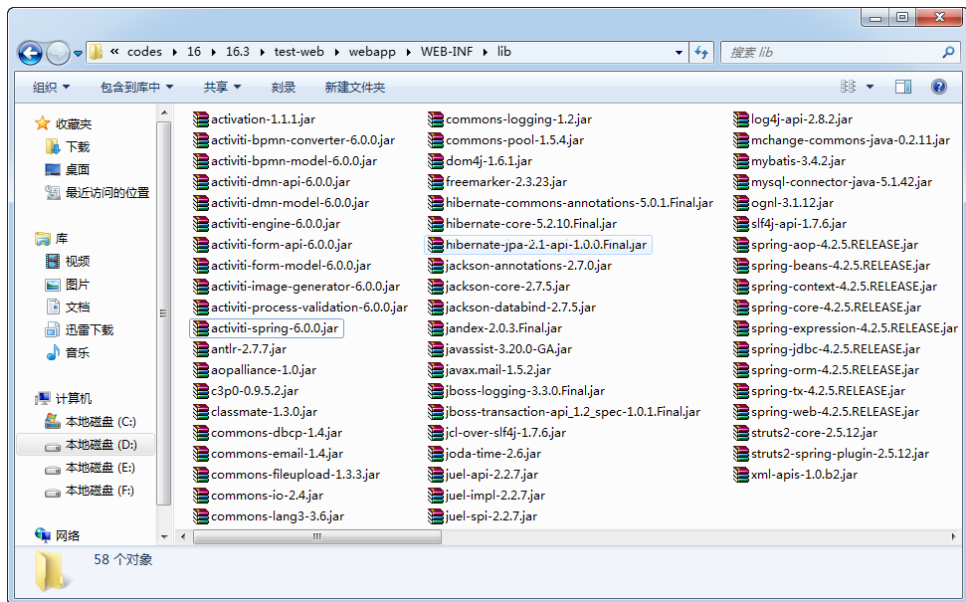 « codes 16 16.3 test-web webapp WEB-INF lib
搜索 lib
组织 包含到库中 共享 刻录 新建文件夹
收藏夹
下载
桌面
最近访问的位置
库
视频
图片
文档
迅雷下载
音乐
计算机
本地磁盘 (C:)
本地磁盘 (D:)
本地磁盘 (E:)
本地磁盘 (F:)
网络
activation-1.1.1.jar
activiti-bpmn-converter-6.0.0.jar
activiti-bpmn-model-6.0.0.jar
activiti-dmn-api-6.0.0.jar
activiti-dmn-model-6.0.0.jar
activiti-engine-6.0.0.jar
activiti-form-api-6.0.0.jar
activiti-form-model-6.0.0.jar
activiti-image-generator-6.0.0.jar
activiti-process-validation-6.0.0.jar
activiti-spring-6.0.0.jar
antlr-2.7.7.jar
aopalliance-1.0.jar
c3p0-0.9.5.2.jar
classmate-1.3.0.jar
commons-dbcp-1.4.jar
commons-email-1.4.jar
commons-fileupload-1.3.3.jar
commons-io-2.4.jar
commons-lang3-3.6.jar
commons-logging-1.2.jar
commons-pool-1.5.4.jar
dom4j-1.6.1.jar
freemarker-2.3.23.jar
hibernate-commons-annotations-5.0.1.Final.jar
hibernate-core-5.2.10.Final.jar
hibernate-jpa-2.1-api-1.0.0.Final.jar
jackson-annotations-2.7.0.jar
jackson-core-2.7.5.jar
jackson-databind-2.7.5.jar
jandex-2.0.3.Final.jar
javassist-3.20.0-GA.jar
javax.mail-1.5.2.jar
jboss-logging-3.3.0.Final.jar
jboss-transaction-api_1.2_spec-1.0.1.Final.jar
jcl-over-slf4j-1.7.6.jar
joda-time-2.6.jar
juel-api-2.2.7.jar
juel-impl-2.2.7.jar
juel-spi-2.2.7.jar
log4j-api-2.8.2.jar
mchange-commons-java-0.2.11.jar
mybatis-3.4.2.jar
mysql-connector-java-5.1.42.jar
ognl-3.1.12.jar
slf4j-api-1.7.6.jar
spring-aop-4.2.5.RELEASE.jar
spring-beans-4.2.5.RELEASE.jar
spring-context-4.2.5.RELEASE.jar
spring-core-4.2.5.RELEASE.jar
spring-expression-4.2.5.RELEASE.jar
spring-jdbc-4.2.5.RELEASE.jar
spring-orm-4.2.5.RELEASE.jar
spring-tx-4.2.5.RELEASE.jar
spring-web-4.2.5.RELEASE.jar
struts2-core-2.5.12.jar
struts2-spring-plugin-2.5.12.jar
xml-apis-1.0.b2.jar
58 个对象